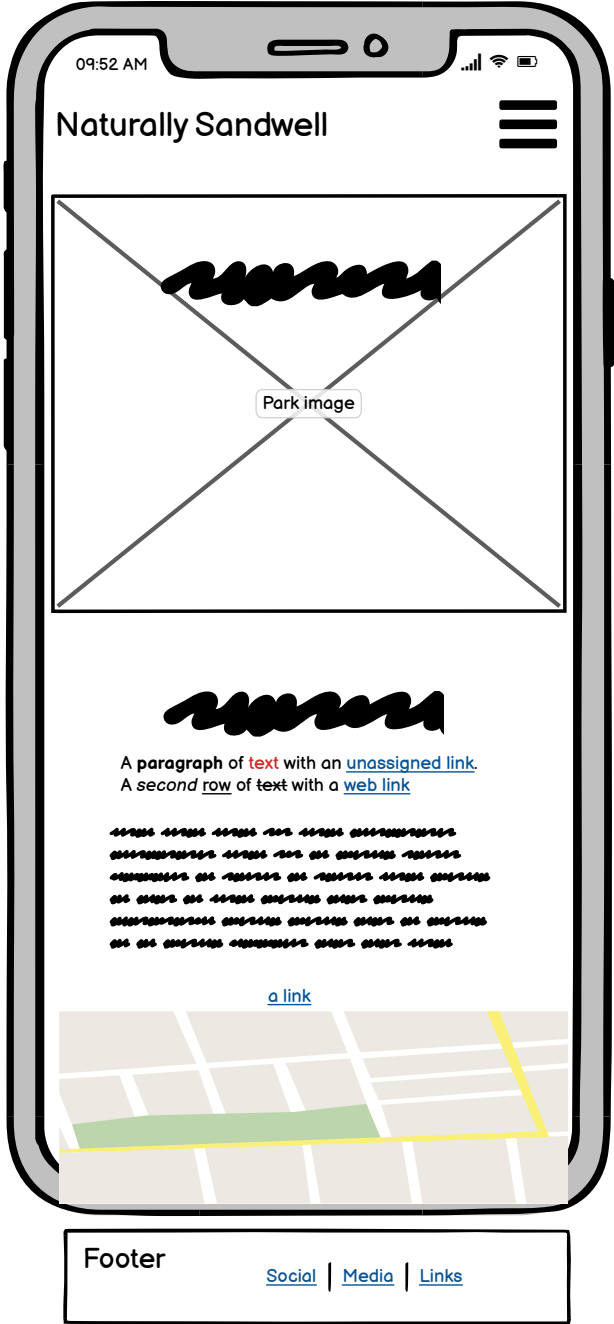 09:52 AM
Naturally Sandwell
Park image
A paragraph of text with an unassigned link.
A second row of text with a web link
a link
Footer
Social | Media | Links